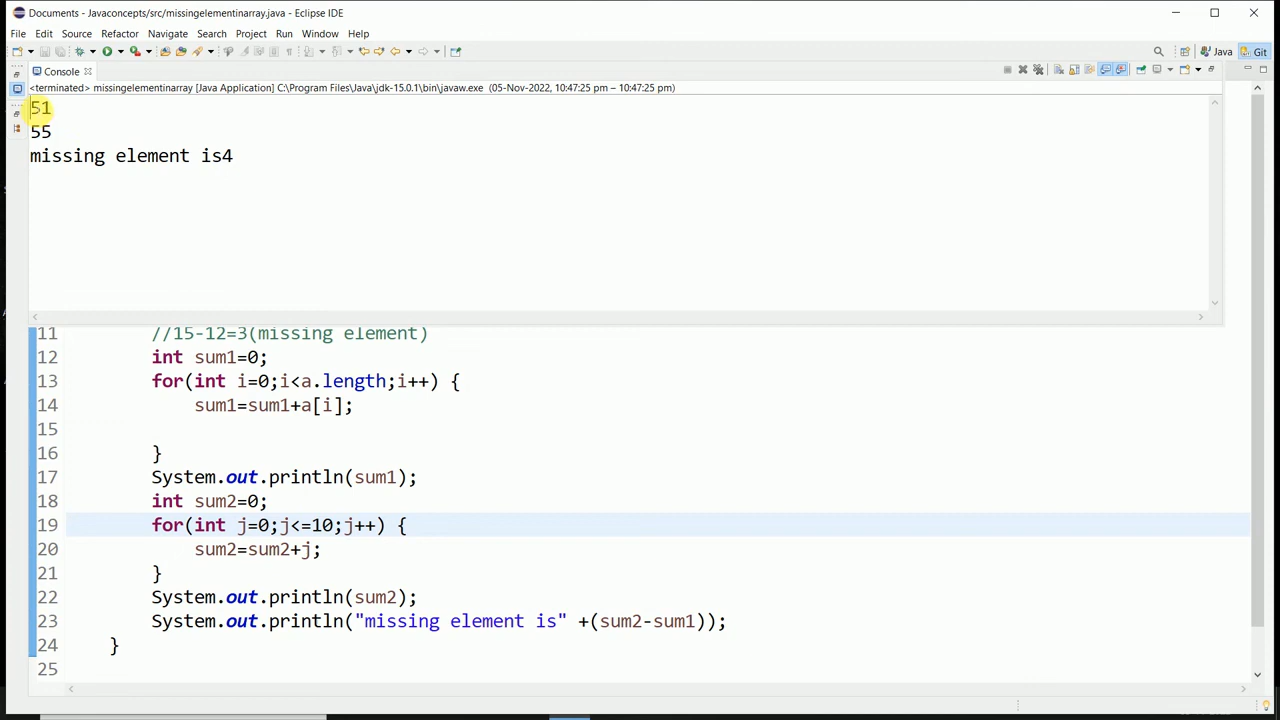 Documents - Javaconcepts/src/missingelementinarray.java - Eclipse IDE
File Edit Source Refactor Navigate Search Project Run Window Help
Java Git
Console
<terminated> missingelementinarray [Java Application] C:\Program Files\Java\jdk-15.0.1\bin\javaw.exe (05-Nov-2022, 10:47:25 pm – 10:47:25 pm)
51
55
missing element is4
11 //15-12=3(missing element)
12 int sum1=0;
13 for(int i=0;i<a.length;i++) {
14 sum1=sum1+a[i];
15
16 }
17 System.out.println(sum1);
18 int sum2=0;
19 for(int j=0;j<=10;j++) {
20 sum2=sum2+j;
21 }
22 System.out.println(sum2);
23 System.out.println("missing element is" +(sum2-sum1));
24 }
25